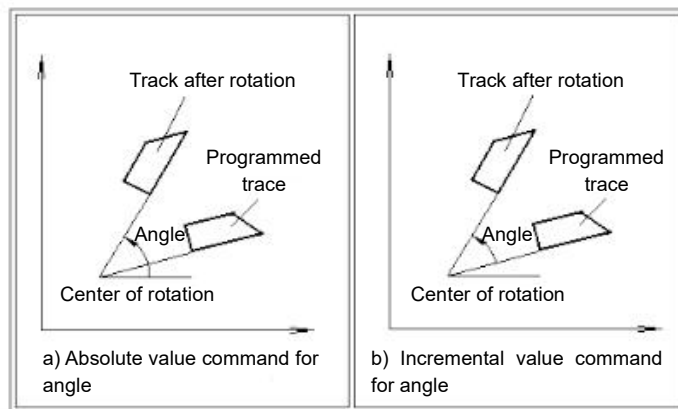 Track after rotation
Programmed
trace
Angle
Center of rotation
a) Absolute value command for
angle
Track after rotation
Programmed
trace
Angle
Center of rotation
b) Incremental value command
for angle